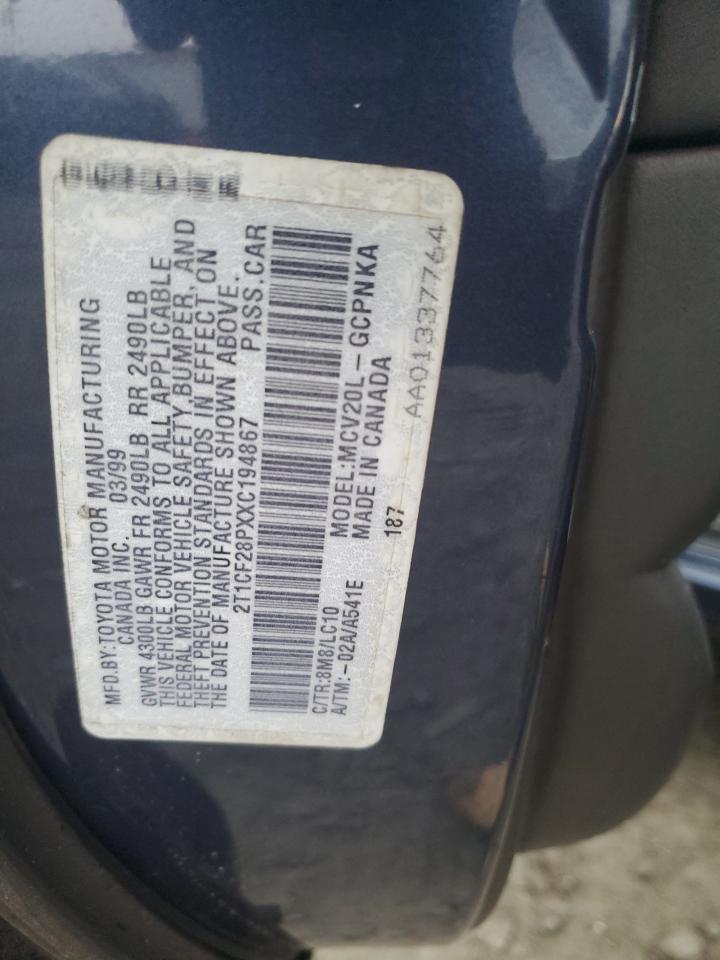 MFD.BY:TOYOTA MOTOR MANUFACTURING
CANADA INC. 03/99
GVWR 4300LB GAWR FR 2490LB RR 2490LB
THIS VEHICLE CONFORMS TO ALL APPLICABLE
FEDERAL MOTOR VEHICLE SAFETY, BUMPER, AND
THEFT PREVENTION STANDARDS IN EFFECT ON
THE DATE OF MANUFACTURE SHOWN ABOVE.
2T1CF28PXXC194867 PASS.CAR
C/TR:8M8/LC10 MODEL:MCV20L-GCPNKA
A/TM:-02A/A541E MADE IN CANADA
187
AA01337764